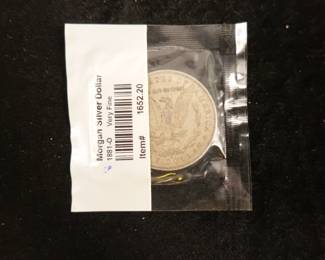 Morgan Silver Dollar
1881-O Very Fine
Item# 1652.20